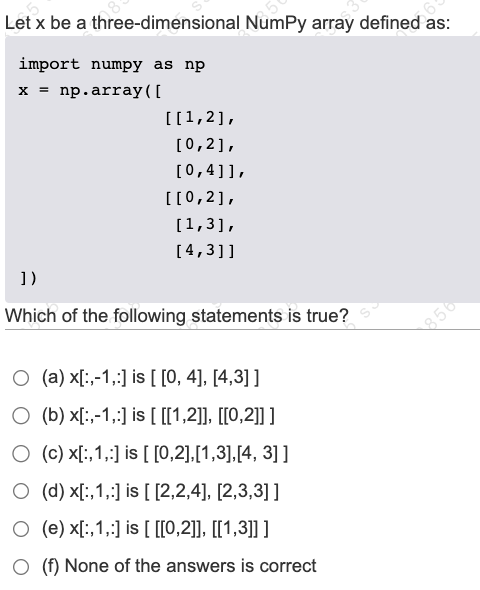 Let x be a three-dimensional NumPy array defined as:
import numpy as np
x = np.array([
[[1,2],
[0,2],
[0,4]],
[[0,2],
[1,3],
[4,3]]
])
Which of the following statements is true?
(a) x[:,-1,:] is [ [0, 4], [4,3] ]
(b) x[:,-1,:] is [ [[1,2]], [[0,2]] ]
(c) x[:,1,:] is [ [0,2],[1,3],[4, 3] ]
(d) x[:,1,:] is [ [2,2,4], [2,3,3] ]
(e) x[:,1,:] is [ [[0,2]], [[1,3]] ]
(f) None of the answers is correct